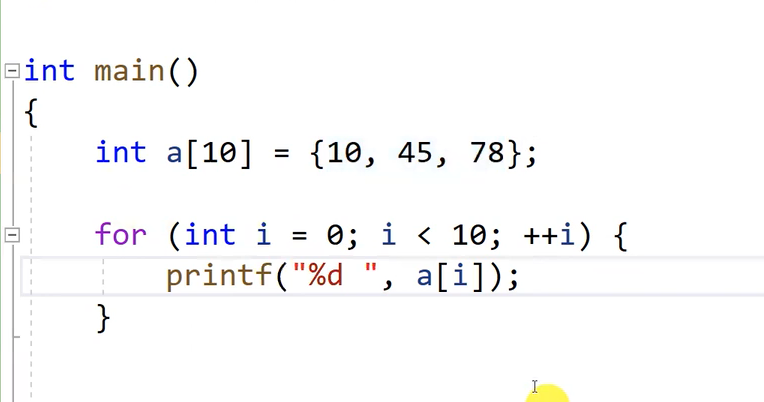 int main()
{
    int a[10] = {10, 45, 78};
    for (int i = 0; i < 10; ++i) {
        printf("%d ", a[i]);
    }